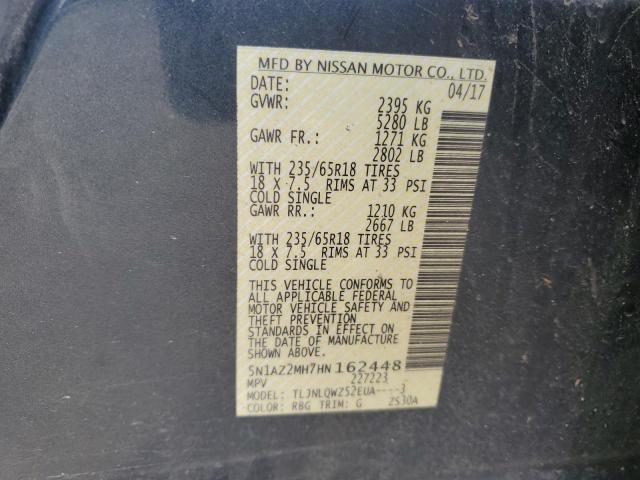 MFD BY NISSAN MOTOR CO., LTD.
DATE: 04/17
GVWR: 2395 KG
5280 LB
GAWR FR.: 1271 KG
2802 LB
WITH 235/65R18 TIRES
18 X 7.5 RIMS AT 33 PSI
COLD SINGLE
GAWR RR.: 1210 KG
2667 LB
WITH 235/65R18 TIRES
18 X 7.5 RIMS AT 33 PSI
COLD SINGLE
THIS VEHICLE CONFORMS TO
ALL APPLICABLE FEDERAL
MOTOR VEHICLE SAFETY AND
THEFT PREVENTION
STANDARDS IN EFFECT ON
THE DATE OF MANUFACTURE
SHOWN ABOVE.
5N1AZ2MH7HN162448
MPV 227223
MODEL: TLJNLQWZ52EUA----3
COLOR: RBG TRIM: G ZS30A